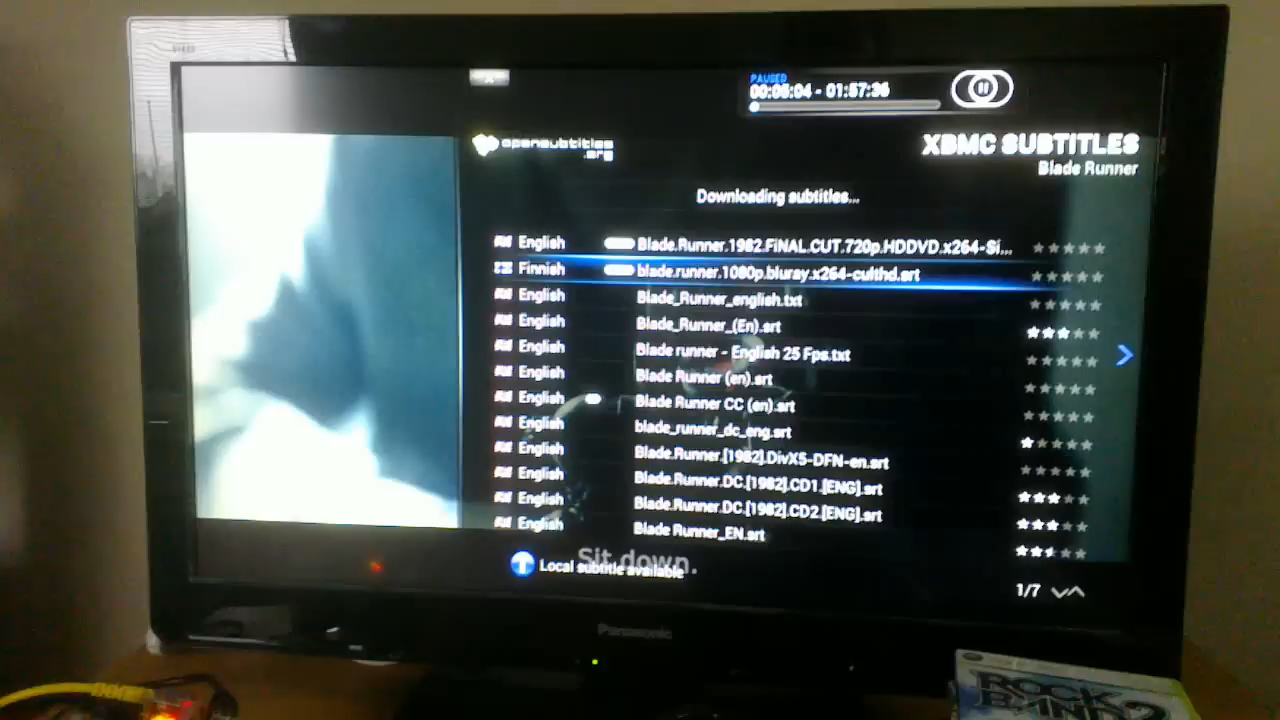 PAUSED
00:05:04 - 01:57:36
opensubtitles
.org
XBMC SUBTITLES
Blade Runner
Downloading subtitles...
English Blade.Runner.1982.FiNAL.CUT.720p.HDDVD.x264-Si...
Finnish blade.runner.1080p.bluray.x264-culthd.srt
English Blade_Runner_english.txt
English Blade_Runner_(En).srt
English Blade runner - English 25 Fps.txt
English Blade Runner (en).srt
English Blade Runner CC (en).srt
English blade_runner_dc_eng.srt
English Blade.Runner.[1982].DivX5-DFN-en.srt
English Blade.Runner.DC.[1982].CD1.[ENG].srt
English Blade.Runner.DC.[1982].CD2.[ENG].srt
English Blade Runner_EN.srt
Sit down.
Local subtitle available
1/7
Panasonic
ROCK
BAND 2